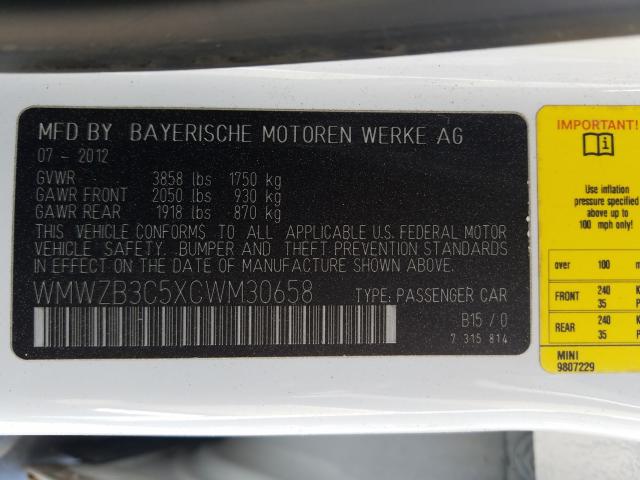 MFD BY BAYERISCHE MOTOREN WERKE AG
07 - 2012
GVWR 3858 lbs 1750 kg
GAWR FRONT 2050 lbs 930 kg
GAWR REAR 1918 lbs 870 kg
THIS VEHICLE CONFORMS TO ALL APPLICABLE U.S. FEDERAL MOTOR
VEHICLE SAFETY, BUMPER AND THEFT PREVENTION STANDARDS
IN EFFECT ON THE DATE OF MANUFACTURE SHOWN ABOVE.
WMWZB3C5XCWM30658 TYPE: PASSENGER CAR
B15 / 0
7 315 814
IMPORTANT!
Use inflation
pressure specified
above up to
100 mph only!
over 100
FRONT 240
35
REAR 240
35
MINI
9807229